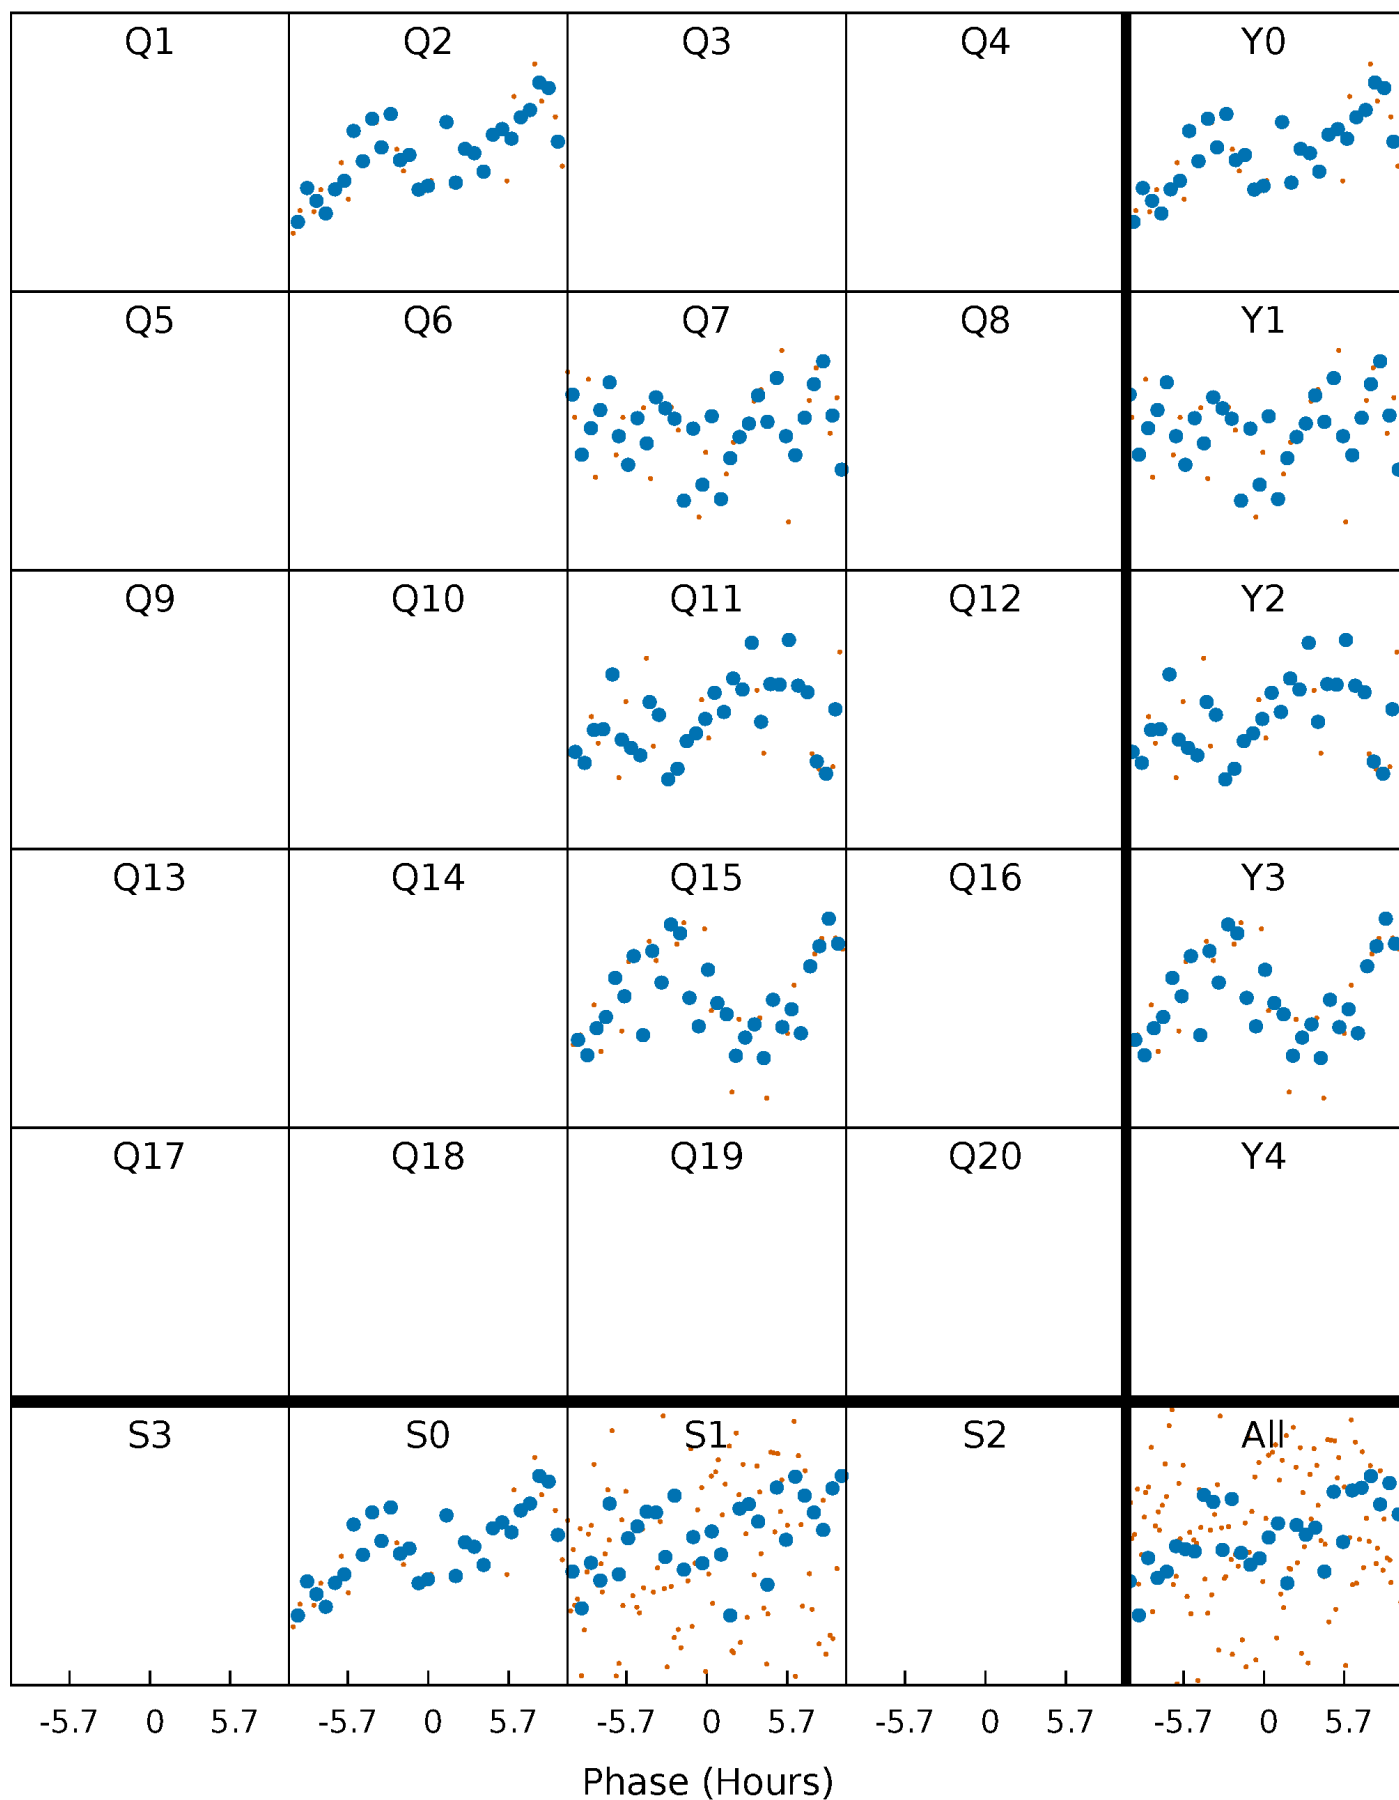 Q1 Q2 Q3 Q4 Y0
Q5 Q6 Q7 Q8 Y1
Q9 Q10 Q11 Q12 Y2
Q13 Q14 Q15 Q16 Y3
Q17 Q18 Q19 Q20 Y4
S3 S0 S1 S2 All
-5.7 0 5.7 -5.7 0 5.7 -5.7 0 5.7 -5.7 0 5.7 -5.7 0 5.7
Phase (Hours)